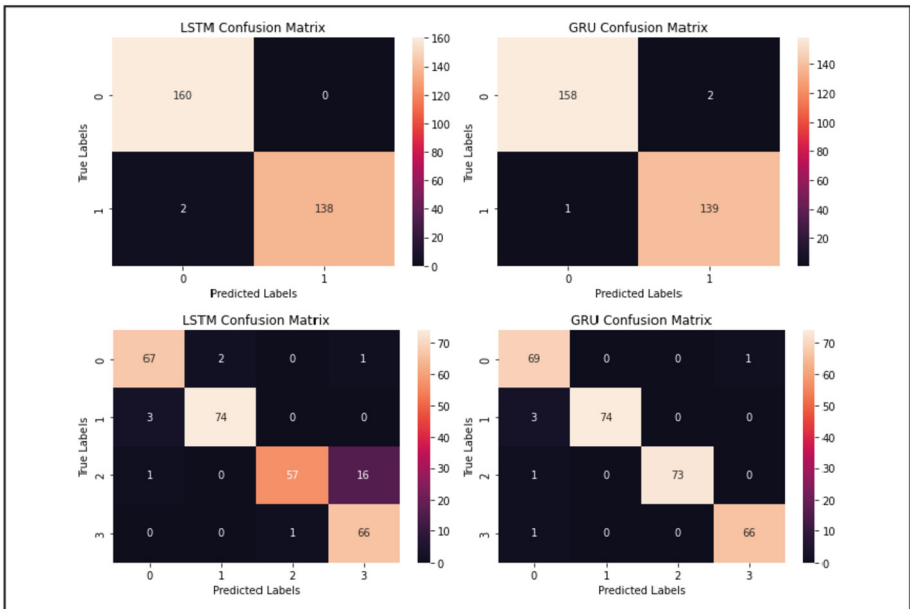 LSTM Confusion Matrix
160
0
2
138
0
1
0
1
True Labels
Predicted Labels
160
140
120
100
80
60
40
20
0
GRU Confusion Matrix
158
2
1
139
0
1
0
1
True Labels
Predicted Labels
140
120
100
80
60
40
20
LSTM Confusion Matrix
67 2 0 1
3 74 0 0
1 0 57 16
0 0 1 66
0
1
2
3
0 1 2 3
True Labels
Predicted Labels
70
60
50
40
30
20
10
0
GRU Confusion Matrix
69 0 0 1
3 74 0 0
1 0 73 0
1 0 0 66
0
1
2
3
0 1 2 3
True Labels
Predicted Labels
70
60
50
40
30
20
10
0